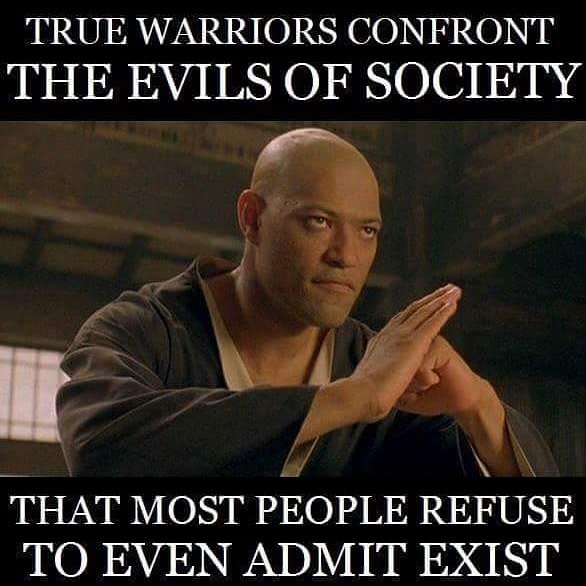 TRUE WARRIORS CONFRONT
THE EVILS OF SOCIETY
THAT MOST PEOPLE REFUSE
TO EVEN ADMIT EXIST